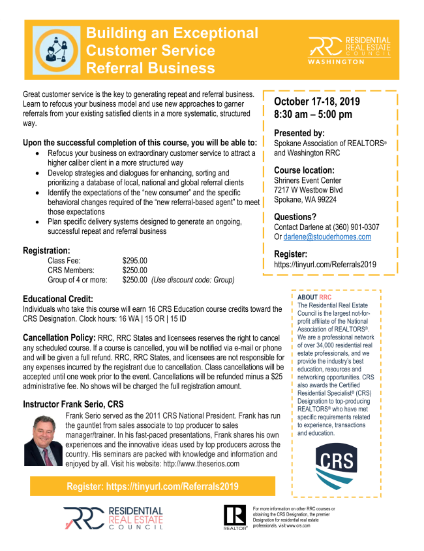 Building an Exceptional
Customer Service
Referral Business
RESIDENTIAL
REAL ESTATE
COUNCIL
WASHINGTON
Great customer service is the key to generating repeat and referral business.
Learn to refocus your business model and use new approaches to garner
referrals from your existing satisfied clients in a more systematic, structured
way.
Upon the successful completion of this course, you will be able to:
• Refocus your business on extraordinary customer service to attract a
higher caliber client in a more structured way
• Develop strategies and dialogues for enhancing, sorting and
prioritizing a database of local, national and global referral clients
• Identify the expectations of the "new consumer" and the specific
behavioral changes required of the "new referral-based agent" to meet
those expectations
• Plan specific delivery systems designed to generate an ongoing,
successful repeat and referral business
Registration:
Class Fee: $295.00
CRS Members: $250.00
Group of 4 or more: $250.00 (Use discount code: Group)
Educational Credit:
Individuals who take this course will earn 16 CRS Education course credits toward the
CRS Designation. Clock hours: 16 WA | 15 OR | 15 ID
Cancellation Policy: RRC, RRC States and licensees reserve the right to cancel
any scheduled course. If a course is cancelled, you will be notified via e-mail or phone
and will be given a full refund. RRC, RRC States, and licensees are not responsible for
any expenses incurred by the registrant due to cancellation. Class cancellations will be
accepted until one week prior to the event. Cancellations will be refunded minus a $25
administrative fee. No shows will be charged the full registration amount.
Instructor Frank Serio, CRS
Frank Serio served as the 2011 CRS National President. Frank has run
the gauntlet from sales associate to top producer to sales
manager/trainer. In his fast-paced presentations, Frank shares his own
experiences and the innovative ideas used by top producers across the
country. His seminars are packed with knowledge and information and
enjoyed by all. Visit his website: http://www.theserios.com
Register: https://tinyurl.com/Referrals2019
October 17-18, 2019
8:30 am – 5:00 pm
Presented by:
Spokane Association of REALTORS®
and Washington RRC
Course location:
Shriners Event Center
7217 W Westbow Blvd
Spokane, WA 99224
Questions?
Contact Darlene at (360) 901-0307
Or darlene@stouderhomes.com
Register:
https://tinyurl.com/Referrals2019
ABOUT RRC
The Residential Real Estate
Council is the largest not-for-
profit affiliate of the National
Association of REALTORS®.
We are a professional network
of over 34,000 residential real
estate professionals, and we
provide the industry's best
education, resources and
networking opportunities. CRS
also awards the Certified
Residential Specialist® (CRS)
Designation to top-producing
REALTORS® who have met
specific requirements related
to experience, transactions
and education.
CRS
RESIDENTIAL
REAL ESTATE
COUNCIL
REALTOR®
For more information on other RRC courses or
obtaining the CRS Designation, the premier
Designation for residential real estate
professionals, visit www.crs.com